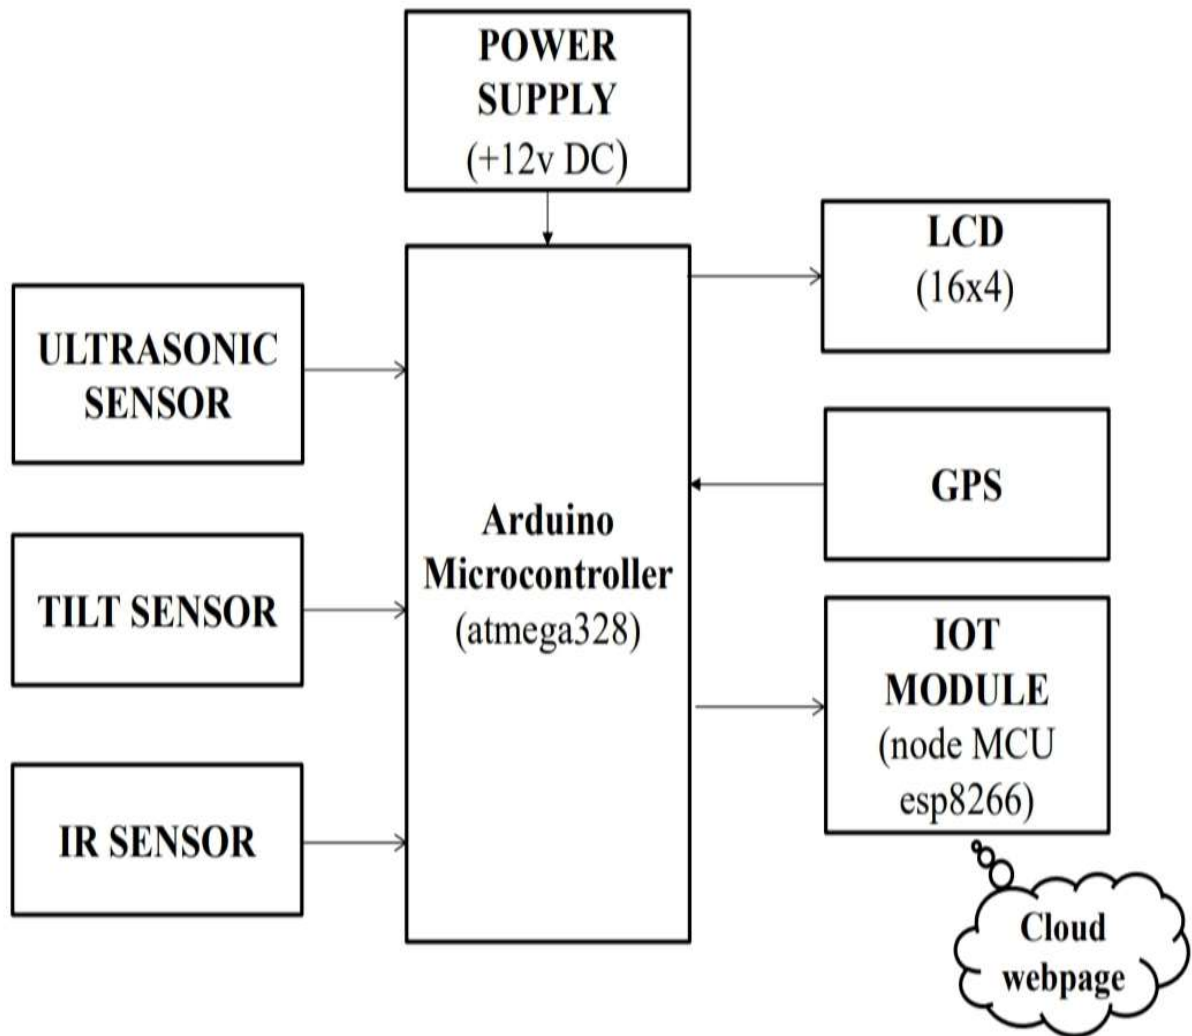 POWER
SUPPLY
(+12v DC)
LCD
(16x4)
ULTRASONIC
SENSOR
GPS
Arduino
Microcontroller
(atmega328)
TILT SENSOR
IOT
MODULE
(node MCU
esp8266)
IR SENSOR
Cloud
webpage